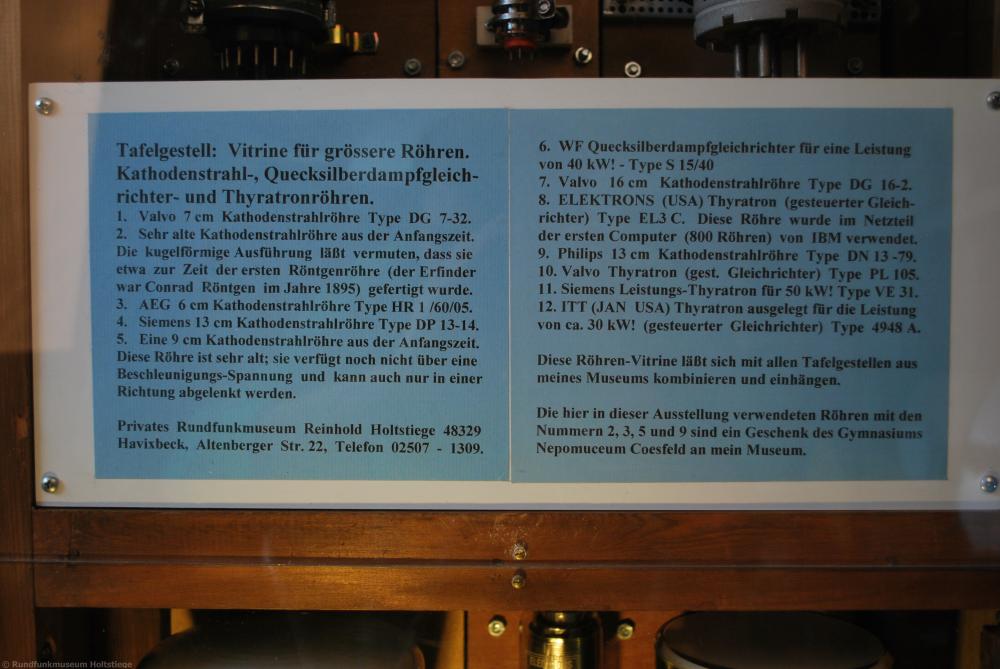 Tafelgestell: Vitrine für grössere Röhren.
Kathodenstrahl-, Quecksilberdampfgleich-
richter- und Thyratronröhren.
1. Valvo 7 cm Kathodenstrahlröhre Type DG 7-32.
2. Sehr alte Kathodenstrahlröhre aus der Anfangszeit.
Die kugelförmige Ausführung läßt vermuten, dass sie
etwa zur Zeit der ersten Röntgenröhre (der Erfinder
war Conrad Röntgen im Jahre 1895) gefertigt wurde.
3. AEG 6 cm Kathodenstrahlröhre Type HR 1 /60/05.
4. Siemens 13 cm Kathodenstrahlröhre Type DP 13-14.
5. Eine 9 cm Kathodenstrahlröhre aus der Anfangszeit.
Diese Röhre ist sehr alt; sie verfügt noch nicht über eine
Beschleunigungs-Spannung und kann auch nur in einer
Richtung abgelenkt werden.
Privates Rundfunkmuseum Reinhold Holtstiege 48329
Havixbeck, Altenberger Str. 22, Telefon 02507 - 1309.
6. WF Quecksilberdampfgleichrichter für eine Leistung
von 40 kW! - Type S 15/40
7. Valvo 16 cm Kathodenstrahlröhre Type DG 16-2.
8. ELEKTRONS (USA) Thyratron (gesteuerter Gleich-
richter) Type EL3 C. Diese Röhre wurde im Netzteil
der ersten Computer (800 Röhren) von IBM verwendet.
9. Philips 13 cm Kathodenstrahlröhre Type DN 13 -79.
10. Valvo Thyratron (gest. Gleichrichter) Type PL 105.
11. Siemens Leistungs-Thyratron für 50 kW! Type VE 31.
12. ITT (JAN USA) Thyratron ausgelegt für die Leistung
von ca. 30 kW! (gesteuerter Gleichrichter) Type 4948 A.
Diese Röhren-Vitrine läßt sich mit allen Tafelgestellen aus
meines Museums kombinieren und einhängen.
Die hier in dieser Ausstellung verwendeten Röhren mit den
Nummern 2, 3, 5 und 9 sind ein Geschenk des Gymnasiums
Nepomuceum Coesfeld an mein Museum.
© Rundfunkmuseum Holtstiege